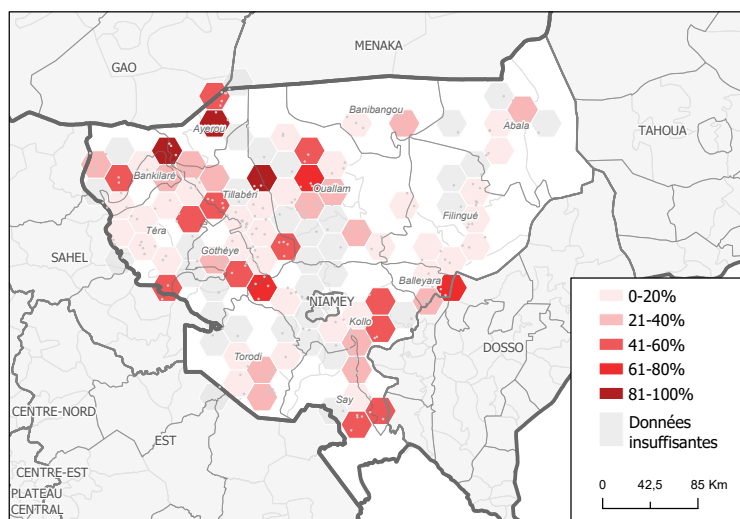 MENAKA
GAO
TAHOUA
Banibangou
Abala
Ayerou
Bankilaré
Tillabéri
Ouallam
Filingué
Téra
SAHEL
Gothèye
Balleyara
NIAMEY
Kollo
DOSSO
Torodi
Say
CENTRE-NORD
EST
CENTRE-EST
PLATEAU
CENTRAL
0-20%
21-40%
41-60%
61-80%
81-100%
Données
insuffisantes
0 42,5 85 Km